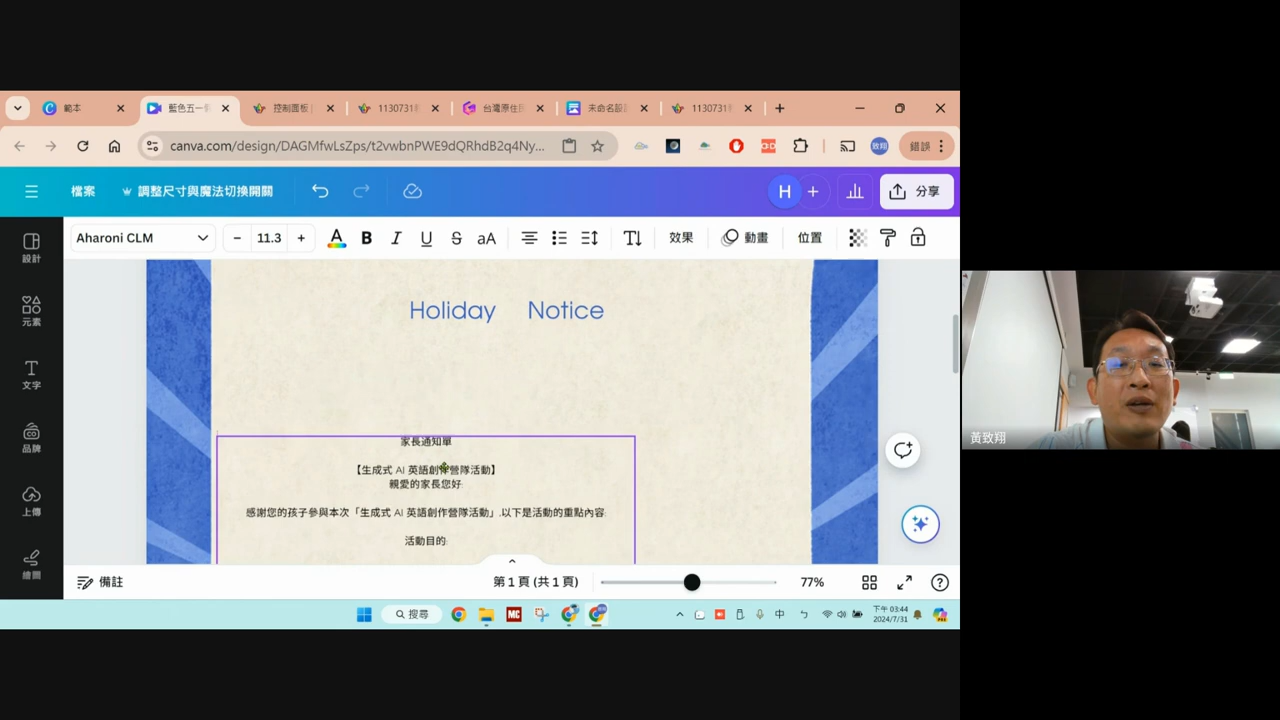 範本
藍色五一
控制面板
1130731
台灣原住
未命名設
1130731
canva.com/design/DAGMfwLsZps/t2vwbnPWE9dQRhdB2q4Ny...
致翔
錯誤
檔案
調整尺寸與魔法切換開關
H
分享
Aharoni CLM
11.3
A
B
I
U
S
aA
效果
動畫
位置
設計
元素
文字
品牌
上傳
繪圖
Holiday Notice
家長通知單
【生成式 AI 英語創作營隊活動】
親愛的家長您好:
感謝您的孩子參與本次「生成式 AI 英語創作營隊活動」,以下是活動的重點內容:
活動目的:
備註
第 1 頁 (共 1 頁)
77%
搜尋
MC
中
下午 03:44
2024/7/31
黃致翔